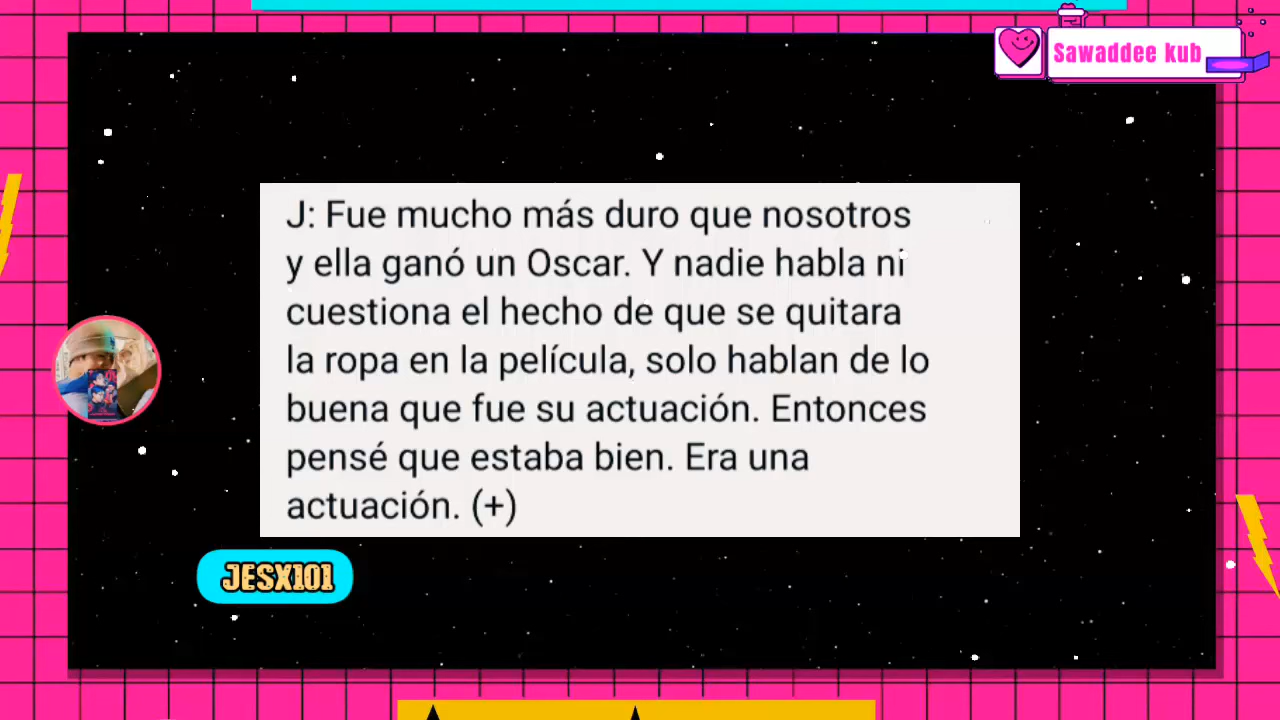 Sawaddee kub
J: Fue mucho más duro que nosotros
y ella ganó un Oscar. Y nadie habla ni
cuestiona el hecho de que se quitara
la ropa en la película, solo hablan de lo
buena que fue su actuación. Entonces
pensé que estaba bien. Era una
actuación. (+)
JESX101